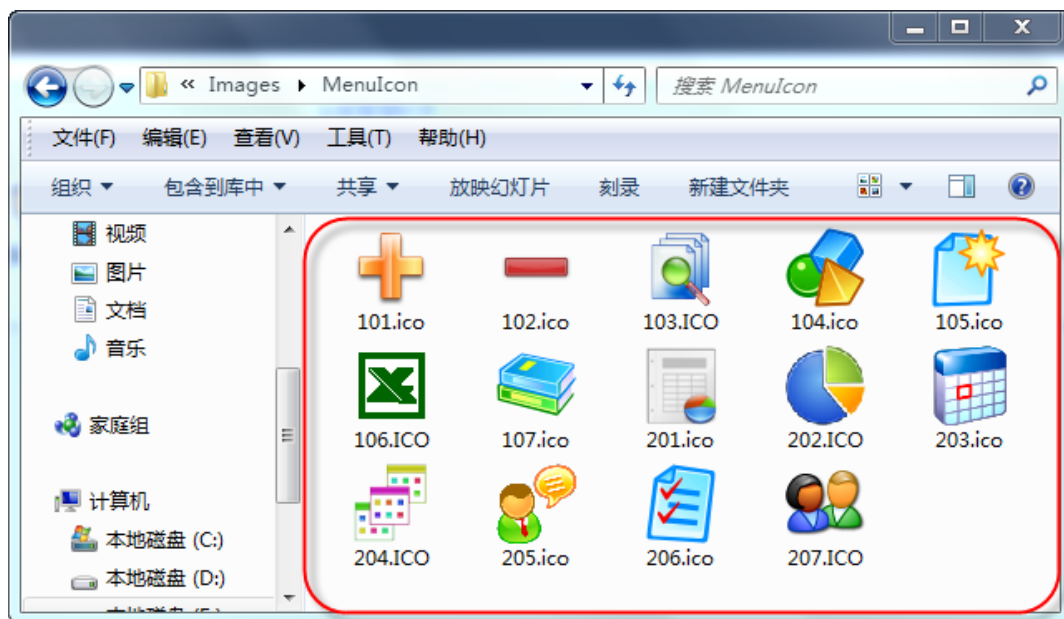 « Images ▸ MenuIcon 搜索 MenuIcon
文件(F) 编辑(E) 查看(V) 工具(T) 帮助(H)
组织 包含到库中 共享 放映幻灯片 刻录 新建文件夹
视频
图片
文档
音乐
家庭组
计算机
本地磁盘 (C:)
本地磁盘 (D:)
101.ico 102.ico 103.ICO 104.ico 105.ico
106.ICO 107.ico 201.ico 202.ICO 203.ico
204.ICO 205.ico 206.ico 207.ICO